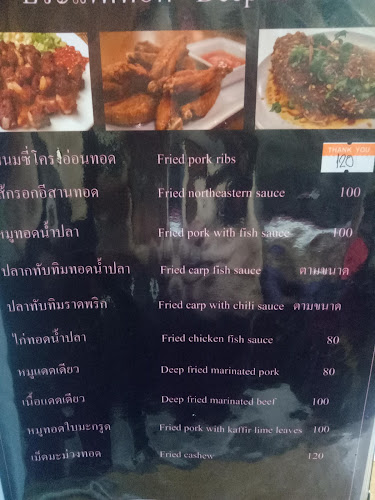 Deep
THANK YOU
แหนมซี่โครงอ่อนทอด Fried pork ribs 120
ไส้กรอกอีสานทอด Fried northeastern sauce 100
หมูทอดน้ำปลา Fried pork with fish sauce 100
ปลาทับทิมทอดน้ำปลา Fried carp fish sauce ตามขนาด
ปลาทับทิมราดพริก Fried carp with chili sauce ตามขนาด
ไก่ทอดน้ำปลา Fried chicken fish sauce 80
หมูแดดเดียว Deep fried marinated pork 80
เนื้อแดดเดียว Deep fried marinated beef 100
หมูทอดใบมะกรูด Fried pork with kaffir lime leaves 100
เม็ดมะม่วงทอด Fried cashew 120